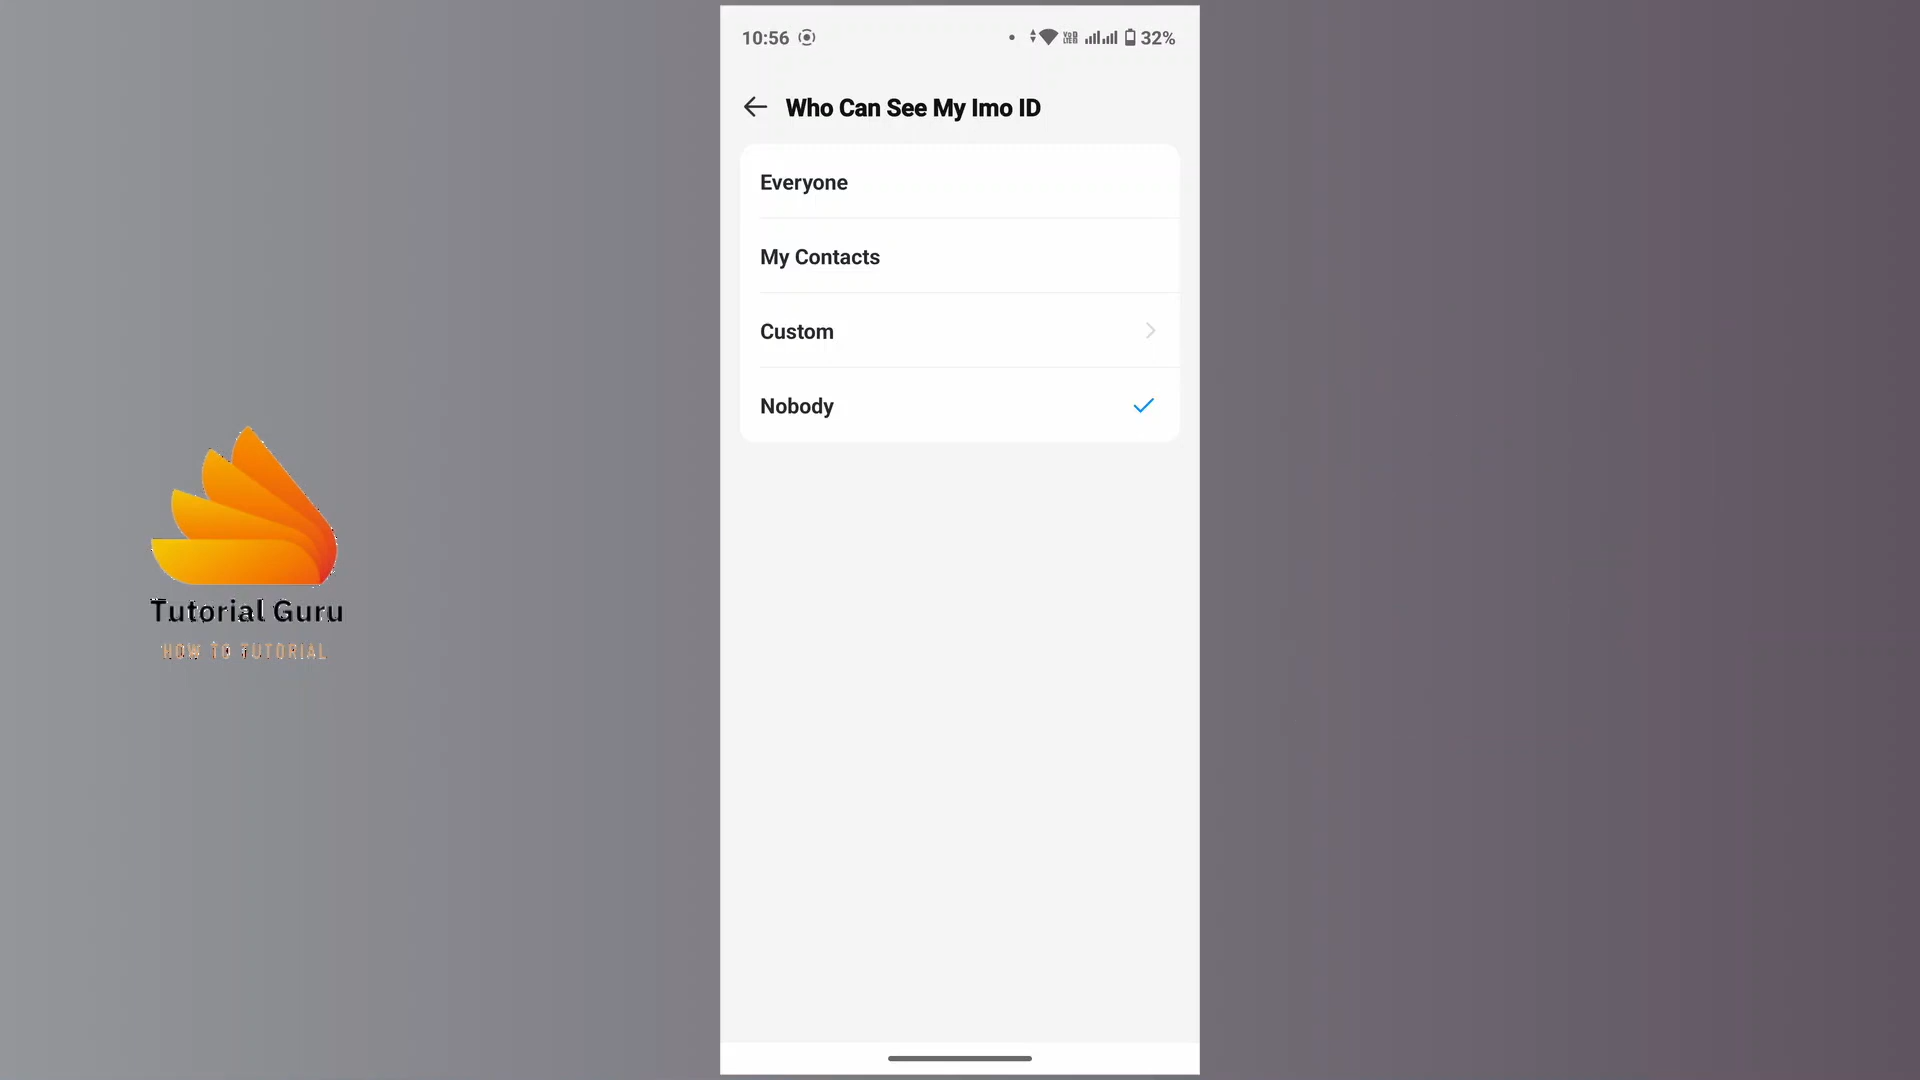 10:56 32%
Who Can See My Imo ID
Everyone
My Contacts
Custom
Nobody
Tutorial Guru
HOW TO TUTORIAL